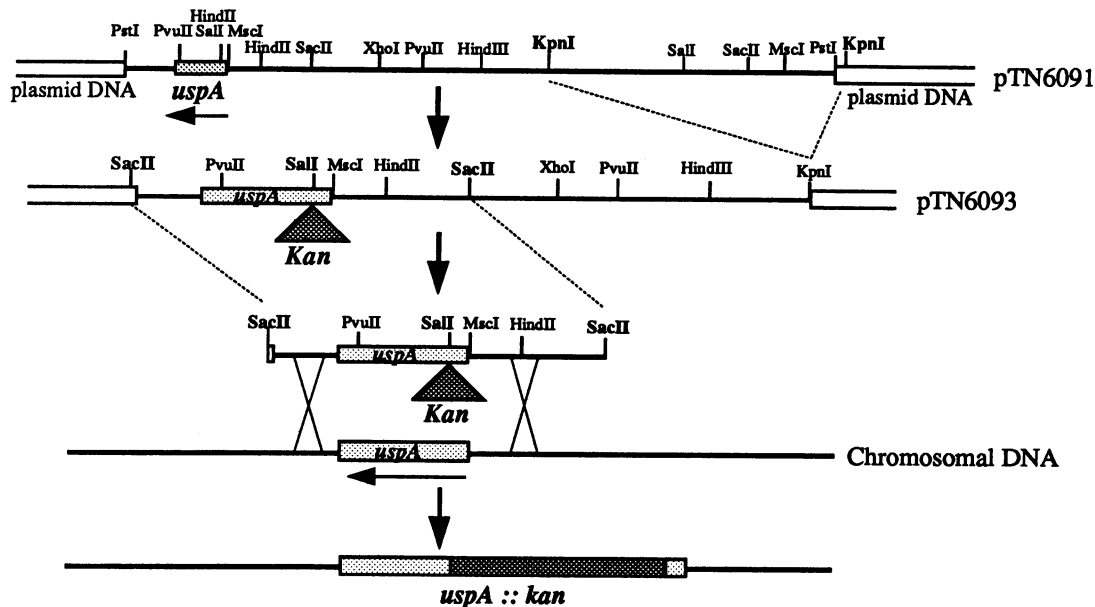 HindII
PstI PvuII SalI MscI HindII SacII XhoI PvuII HindIII KpnI SalI SacII MscI PstI KpnI
plasmid DNA uspA plasmid DNA pTN6091
SacII PvuII SalI MscI HindII SacII XhoI PvuII HindIII KpnI
uspA pTN6093
Kan
SacII PvuII SalI MscI HindII SacII
uspA
Kan
uspA Chromosomal DNA
uspA :: kan